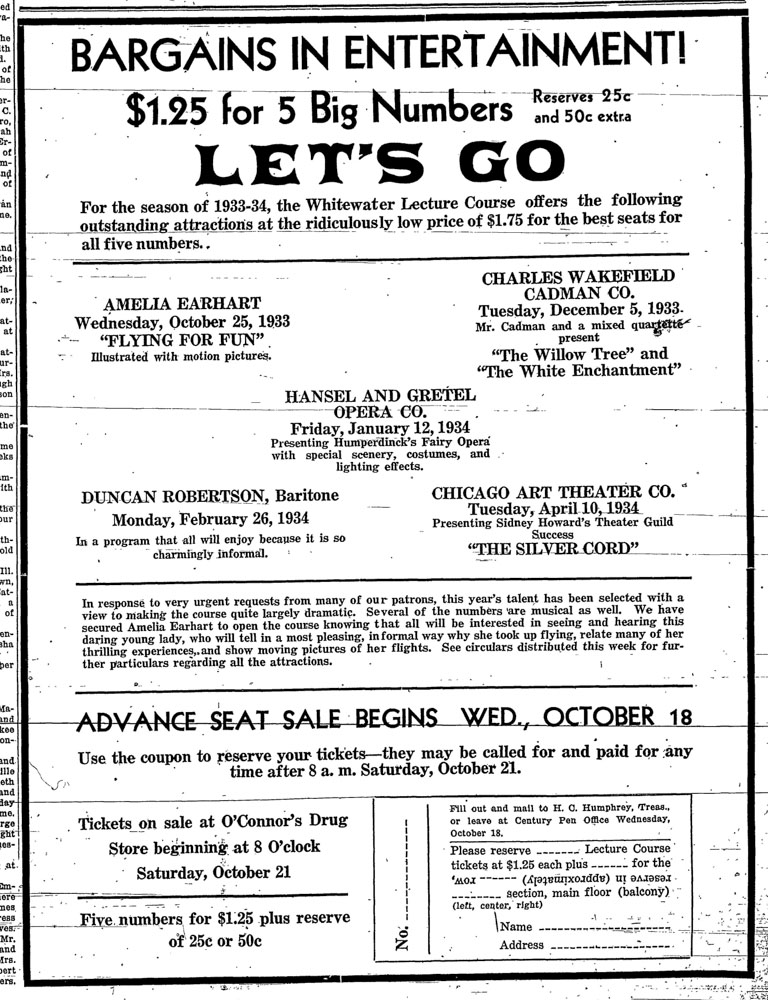 BARGAINS IN ENTERTAINMENT!
$1.25 for 5 Big Numbers
Reserves 25c
and 50c extra
LET'S GO
For the season of 1933-34, the Whitewater Lecture Course offers the following
outstanding attractions at the ridiculously low price of $1.75 for the best seats for
all five numbers..
AMELIA EARHART
Wednesday, October 25, 1933
"FLYING FOR FUN"
Illustrated with motion pictures.
CHARLES WAKEFIELD
CADMAN CO.
Tuesday, December 5, 1933
Mr. Cadman and a mixed quartette
present
"The Willow Tree" and
"The White Enchantment"
HANSEL AND GRETEL
OPERA CO.
Friday, January 12, 1934
Presenting Humperdinck's Fairy Opera
with special scenery, costumes, and
lighting effects.
DUNCAN ROBERTSON, Baritone
Monday, February 26, 1934
In a program that all will enjoy because it is so
charmingly informal.
CHICAGO ART THEATER CO.
Tuesday, April 10, 1934
Presenting Sidney Howard's Theater Guild
Success
"THE SILVER CORD"
In response to very urgent requests from many of our patrons, this year's talent has been selected with a
view to making the course quite largely dramatic. Several of the numbers are musical as well. We have
secured Amelia Earhart to open the course knowing that all will be interested in seeing and hearing this
daring young lady, who will tell in a most pleasing, informal way why she took up flying, relate many of her
thrilling experiences, and show moving pictures of her flights. See circulars distributed this week for fur-
ther particulars regarding all the attractions.
ADVANCE SEAT SALE BEGINS WED., OCTOBER 18
Use the coupon to reserve your tickets—they may be called for and paid for any
time after 8 a. m. Saturday, October 21.
Tickets on sale at O'Connor's Drug
Store beginning at 8 O'clock
Saturday, October 21
Five numbers for $1.25 plus reserve
of 25c or 50c
No. --------
Fill out and mail to H. C. Humphrey, Treas.,
or leave at Century Pen Office Wednesday,
October 18.
Please reserve ------- Lecture Course
tickets at $1.25 each plus ------ for the
reserve in (approximately) ------ row,
-------- section, main floor (balcony)
(left, center, right)
Name ----------------------
Address --------------------